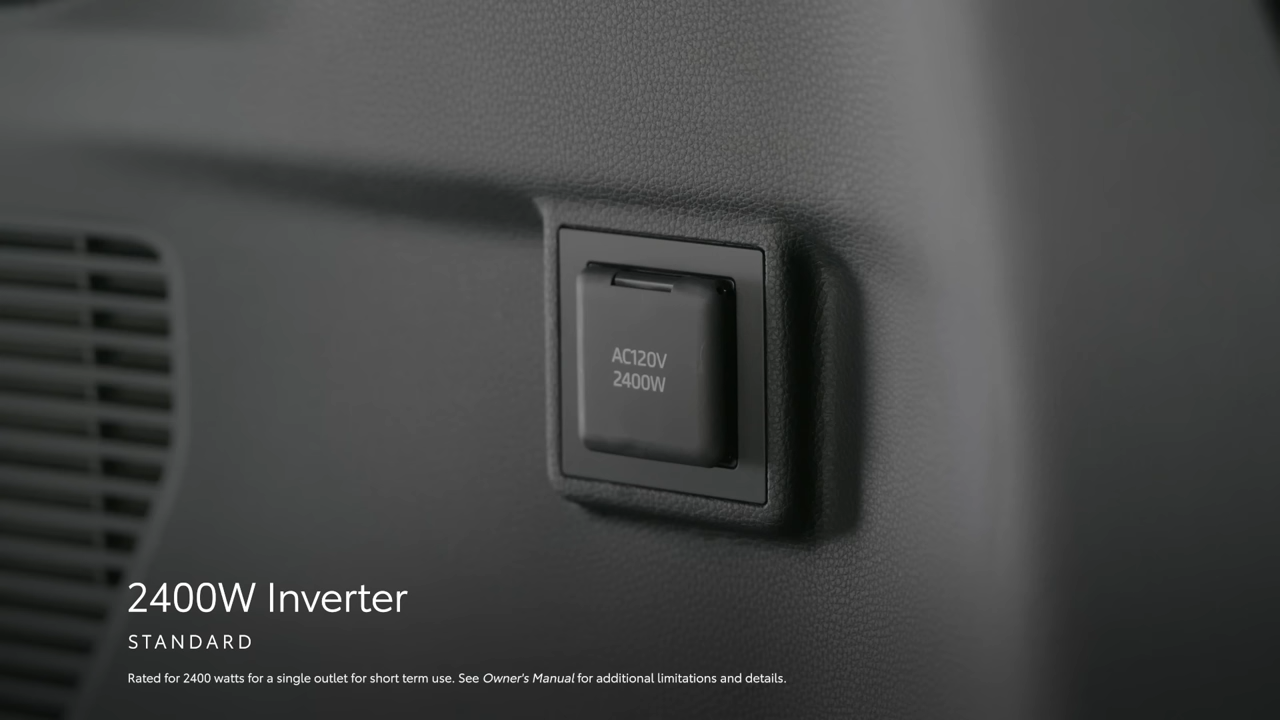 AC120V
2400W
2400W Inverter
STANDARD
Rated for 2400 watts for a single outlet for short term use. See Owner's Manual for additional limitations and details.